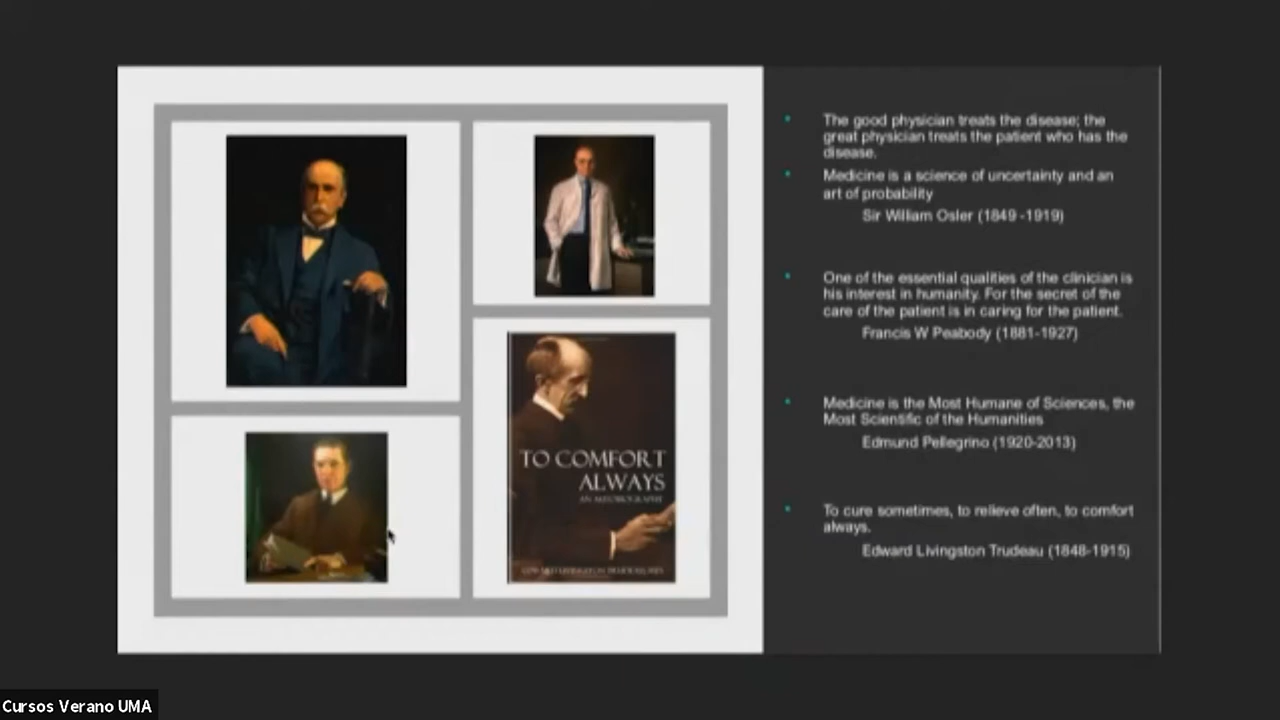 The good physician treats the disease; the
great physician treats the patient who has the
disease.
Medicine is a science of uncertainty and an
art of probability
Sir William Osler (1849 -1919)
One of the essential qualities of the clinician is
his interest in humanity. For the secret of the
care of the patient is in caring for the patient.
Francis W Peabody (1881-1927)
Medicine is the Most Humane of Sciences, the
Most Scientific of the Humanities
Edmund Pellegrino (1920-2013)
To cure sometimes, to relieve often, to comfort
always.
Edward Livingston Trudeau (1848-1915)
TO COMFORT
ALWAYS
AN AUTOBIOGRAPHY
Cursos Verano UMA